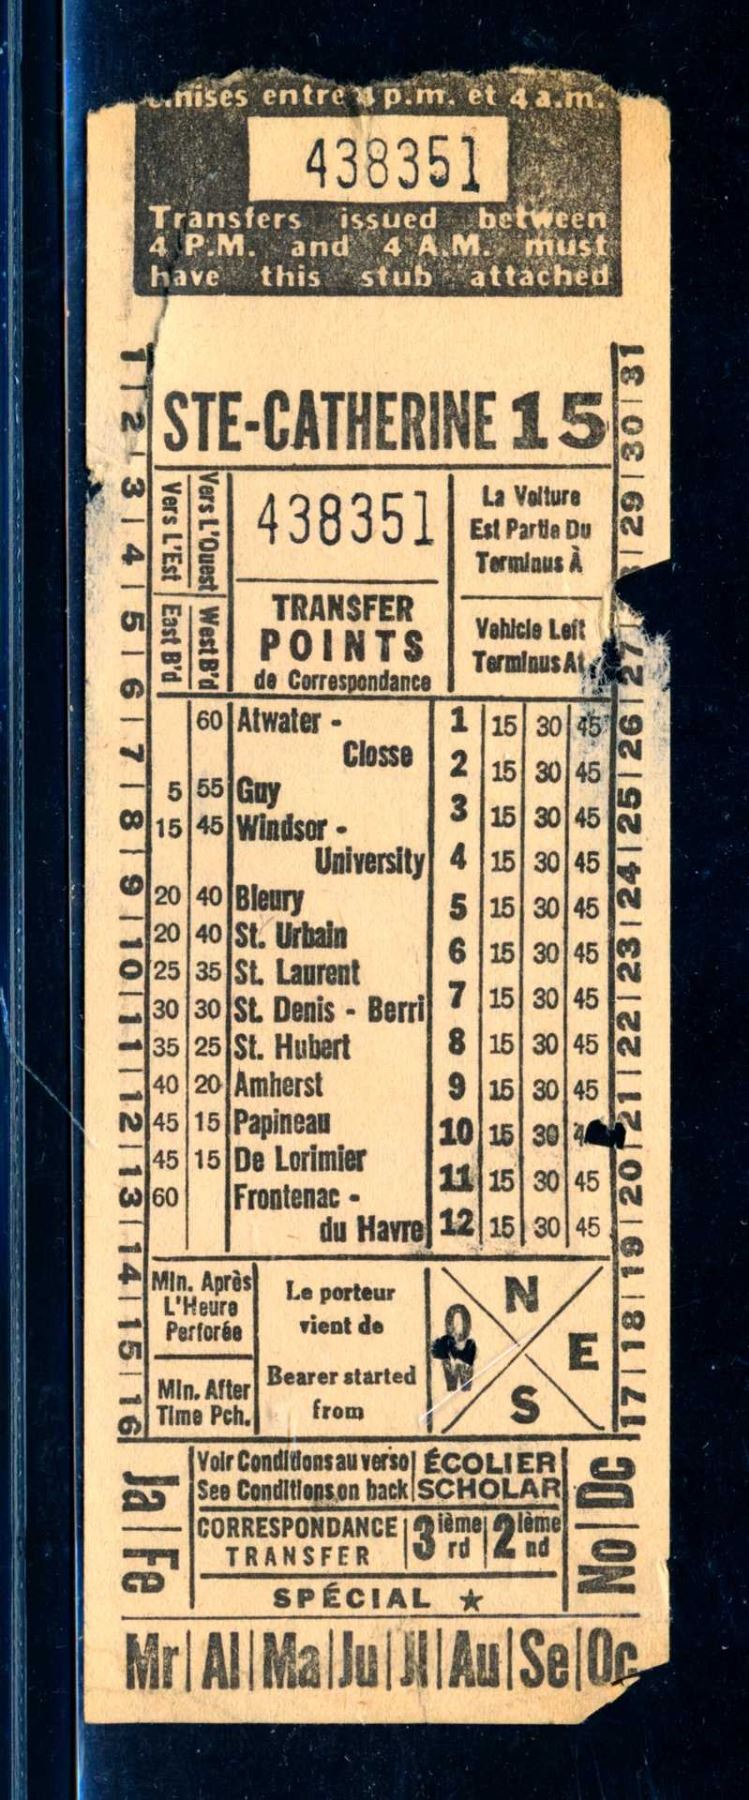 entre 4 p.m. et 4 a.m.
438351
Transfers issued between
4 P.M. and 4 A.M. must
have this stub attached
STE-CATHERINE 15
Vers L'Est
Vers L'Ouest
East B'd
West B'd
438351
TRANSFER
POINTS
de Correspondance
La Voiture
Est Partie Du
Terminus À
Vehicle Left
Terminus At
60 Atwater -
Closse
5 55 Guy
15 45 Windsor -
University
20 40 Bleury
20 40 St. Urbain
25 35 St. Laurent
30 30 St. Denis - Berri
35 25 St. Hubert
40 20 Amherst
45 15 Papineau
45 15 De Lorimier
60 Frontenac -
du Havre
1 15 30 45
2 15 30 45
3 15 30 45
4 15 30 45
5 15 30 45
6 15 30 45
7 15 30 45
8 15 30 45
9 15 30 45
10 15 30 4
11 15 30 45
12 15 30 45
Min. Après
L'Heure
Perforée
Min. After
Time Pch.
Le porteur
vient de
Bearer started
from
N
O
W
E
S
1 | 2 | 3 | 4 | 5 | 6 | 7 | 8 | 9 | 10 | 11 | 12 | 13 | 14 | 15 | 16
17 | 18 | 19 | 20 | 21 | 22 | 23 | 24 | 25 | 26 | 27 | 29 | 30 | 31
Voir Conditions au verso
See Conditions on back
ÉCOLIER
SCHOLAR
CORRESPONDANCE
TRANSFER
3 ième rd
2 ième nd
SPÉCIAL ★
Ja | Fe
No | Dc
Mr | Al | Ma | Ju | Jl | Au | Se | Oc